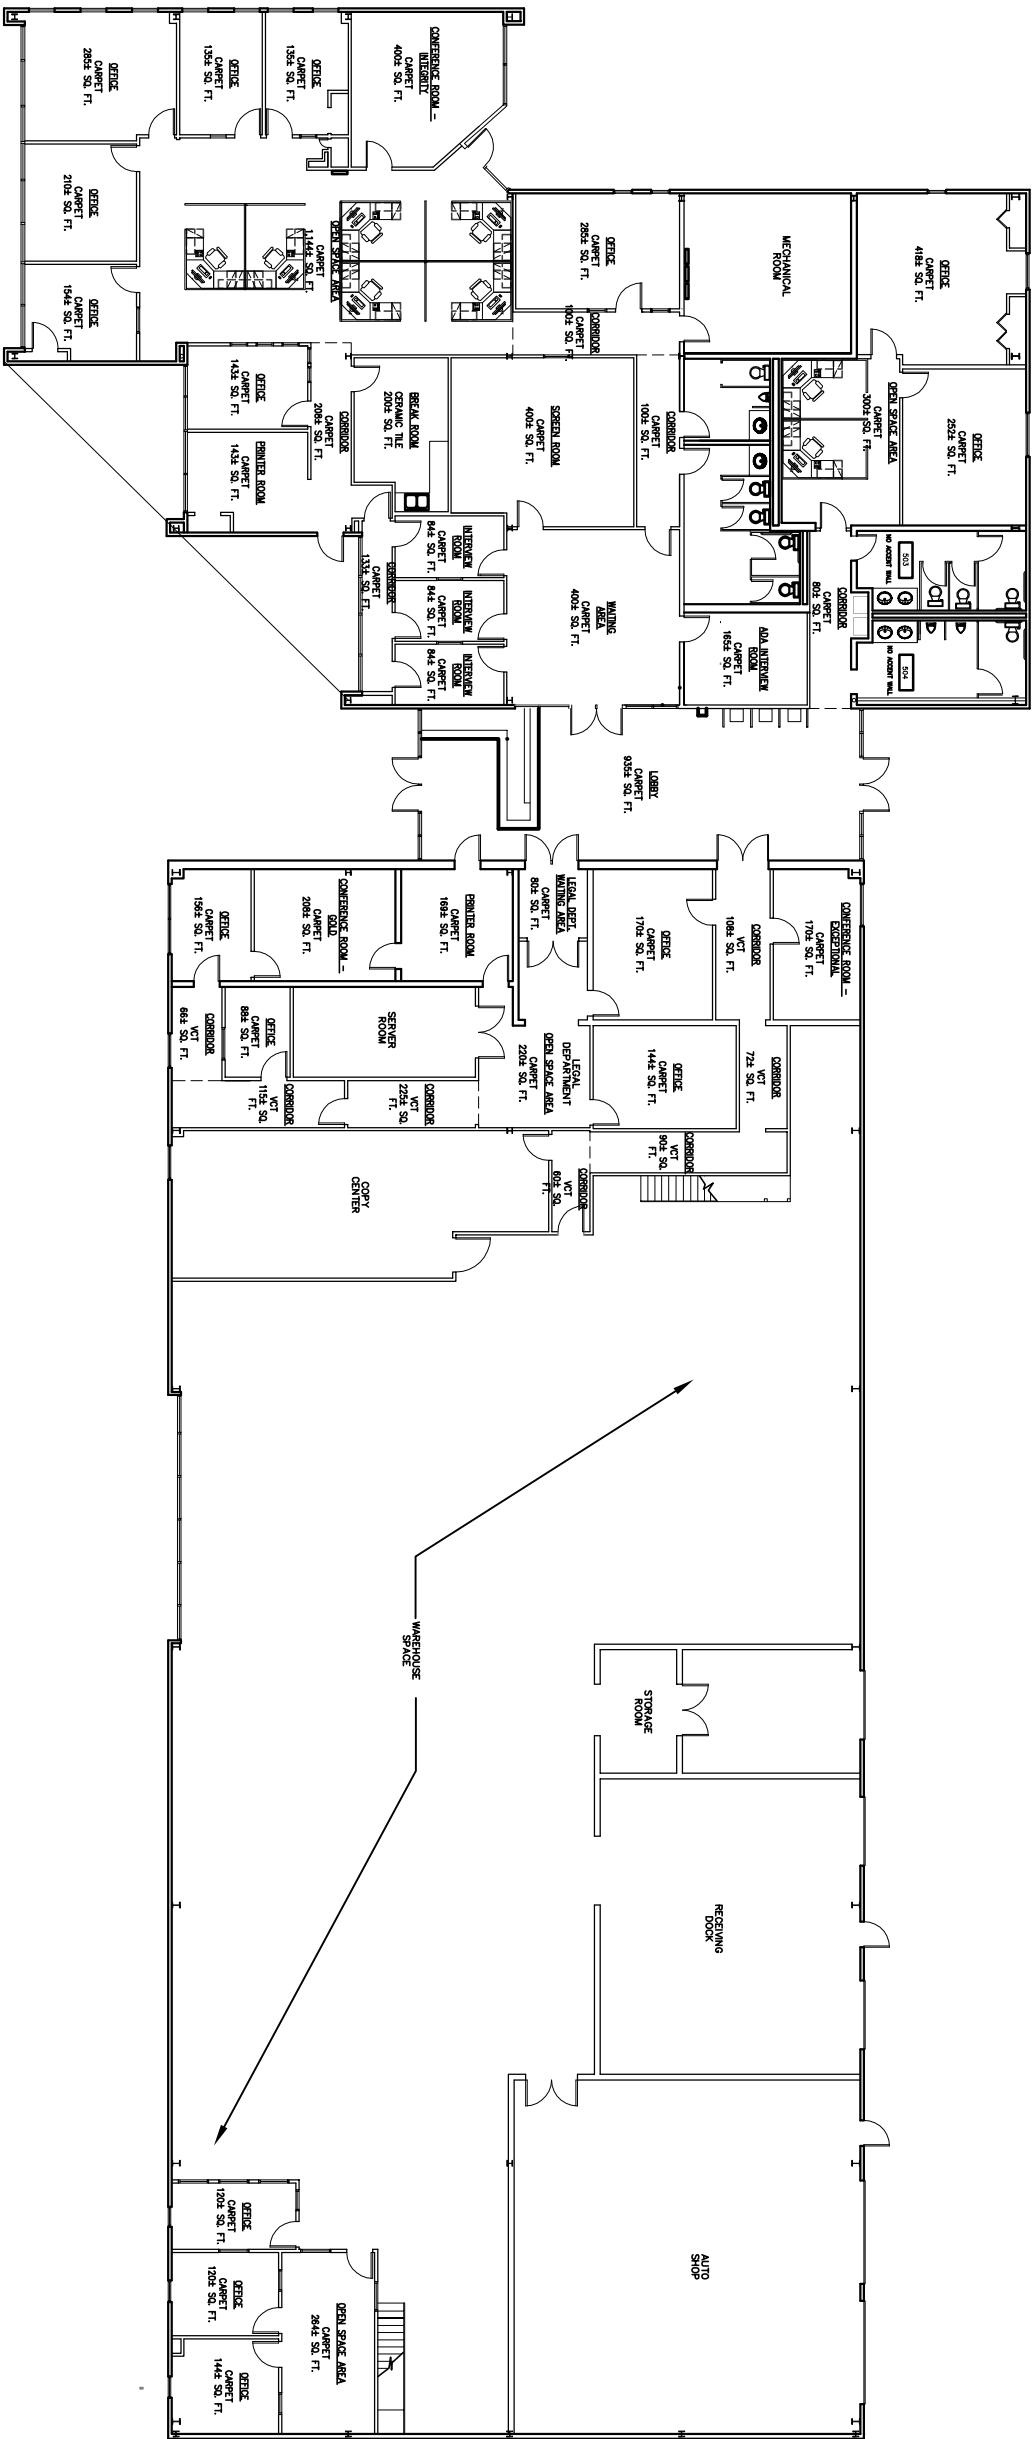 OFFICE
CARPET
285± SQ. FT.
OFFICE
CARPET
135± SQ. FT.
OFFICE
CARPET
135± SQ. FT.
CONFERENCE ROOM -
INTEGRITY
CARPET
400± SQ. FT.
OFFICE
CARPET
210± SQ. FT.
OFFICE
CARPET
154± SQ. FT.
OPEN SPACE AREA
CARPET
1,144± SQ. FT.
OFFICE
CARPET
285± SQ. FT.
MECHANICAL
ROOM
OFFICE
CARPET
418± SQ. FT.
CORRIDOR
CARPET
100± SQ. FT.
OFFICE
CARPET
143± SQ. FT.
PRINTER ROOM
CARPET
143± SQ. FT.
CORRIDOR
CARPET
208± SQ. FT.
BREAK ROOM
CERAMIC TILE
200± SQ. FT.
SCREEN ROOM
CARPET
400± SQ. FT.
CORRIDOR
CARPET
100± SQ. FT.
OPEN SPACE AREA
CARPET
300± SQ. FT.
OFFICE
CARPET
252± SQ. FT.
CORRIDOR
CARPET
133± SQ. FT.
INTERVIEW
ROOM
CARPET
84± SQ. FT.
INTERVIEW
ROOM
CARPET
84± SQ. FT.
INTERVIEW
ROOM
CARPET
84± SQ. FT.
WAITING
AREA
CARPET
400± SQ. FT.
ADA INTERVIEW
ROOM
CARPET
165± SQ. FT.
CORRIDOR
CARPET
80± SQ. FT.
503
NO ACCENT WALL
504
NO ACCENT WALL
LOBBY
CARPET
935± SQ. FT.
OFFICE
CARPET
156± SQ. FT.
CONFERENCE ROOM -
GOLD
CARPET
208± SQ. FT.
PRINTER ROOM
CARPET
169± SQ. FT.
LEGAL DEPT.
WAITING AREA
CARPET
80± SQ. FT.
OFFICE
CARPET
170± SQ. FT.
CORRIDOR
VCT
108± SQ. FT.
CONFERENCE ROOM -
EXCEPTIONAL
CARPET
170± SQ. FT.
CORRIDOR
VCT
66± SQ. FT.
OFFICE
CARPET
88± SQ. FT.
SERVER
ROOM
LEGAL
DEPARTMENT
OPEN SPACE AREA
CARPET
220± SQ. FT.
OFFICE
CARPET
144± SQ. FT.
CORRIDOR
VCT
72± SQ. FT.
CORRIDOR
VCT
115± SQ.
FT.
CORRIDOR
VCT
225± SQ.
FT.
CORRIDOR
VCT
90± SQ.
FT.
CORRIDOR
VCT
60± SQ.
FT.
COPY
CENTER
WAREHOUSE
SPACE
STORAGE
ROOM
RECEIVING
DOCK
AUTO
SHOP
OFFICE
CARPET
120± SQ. FT.
OFFICE
CARPET
120± SQ. FT.
OFFICE
CARPET
144± SQ. FT.
OPEN SPACE AREA
CARPET
264± SQ. FT.